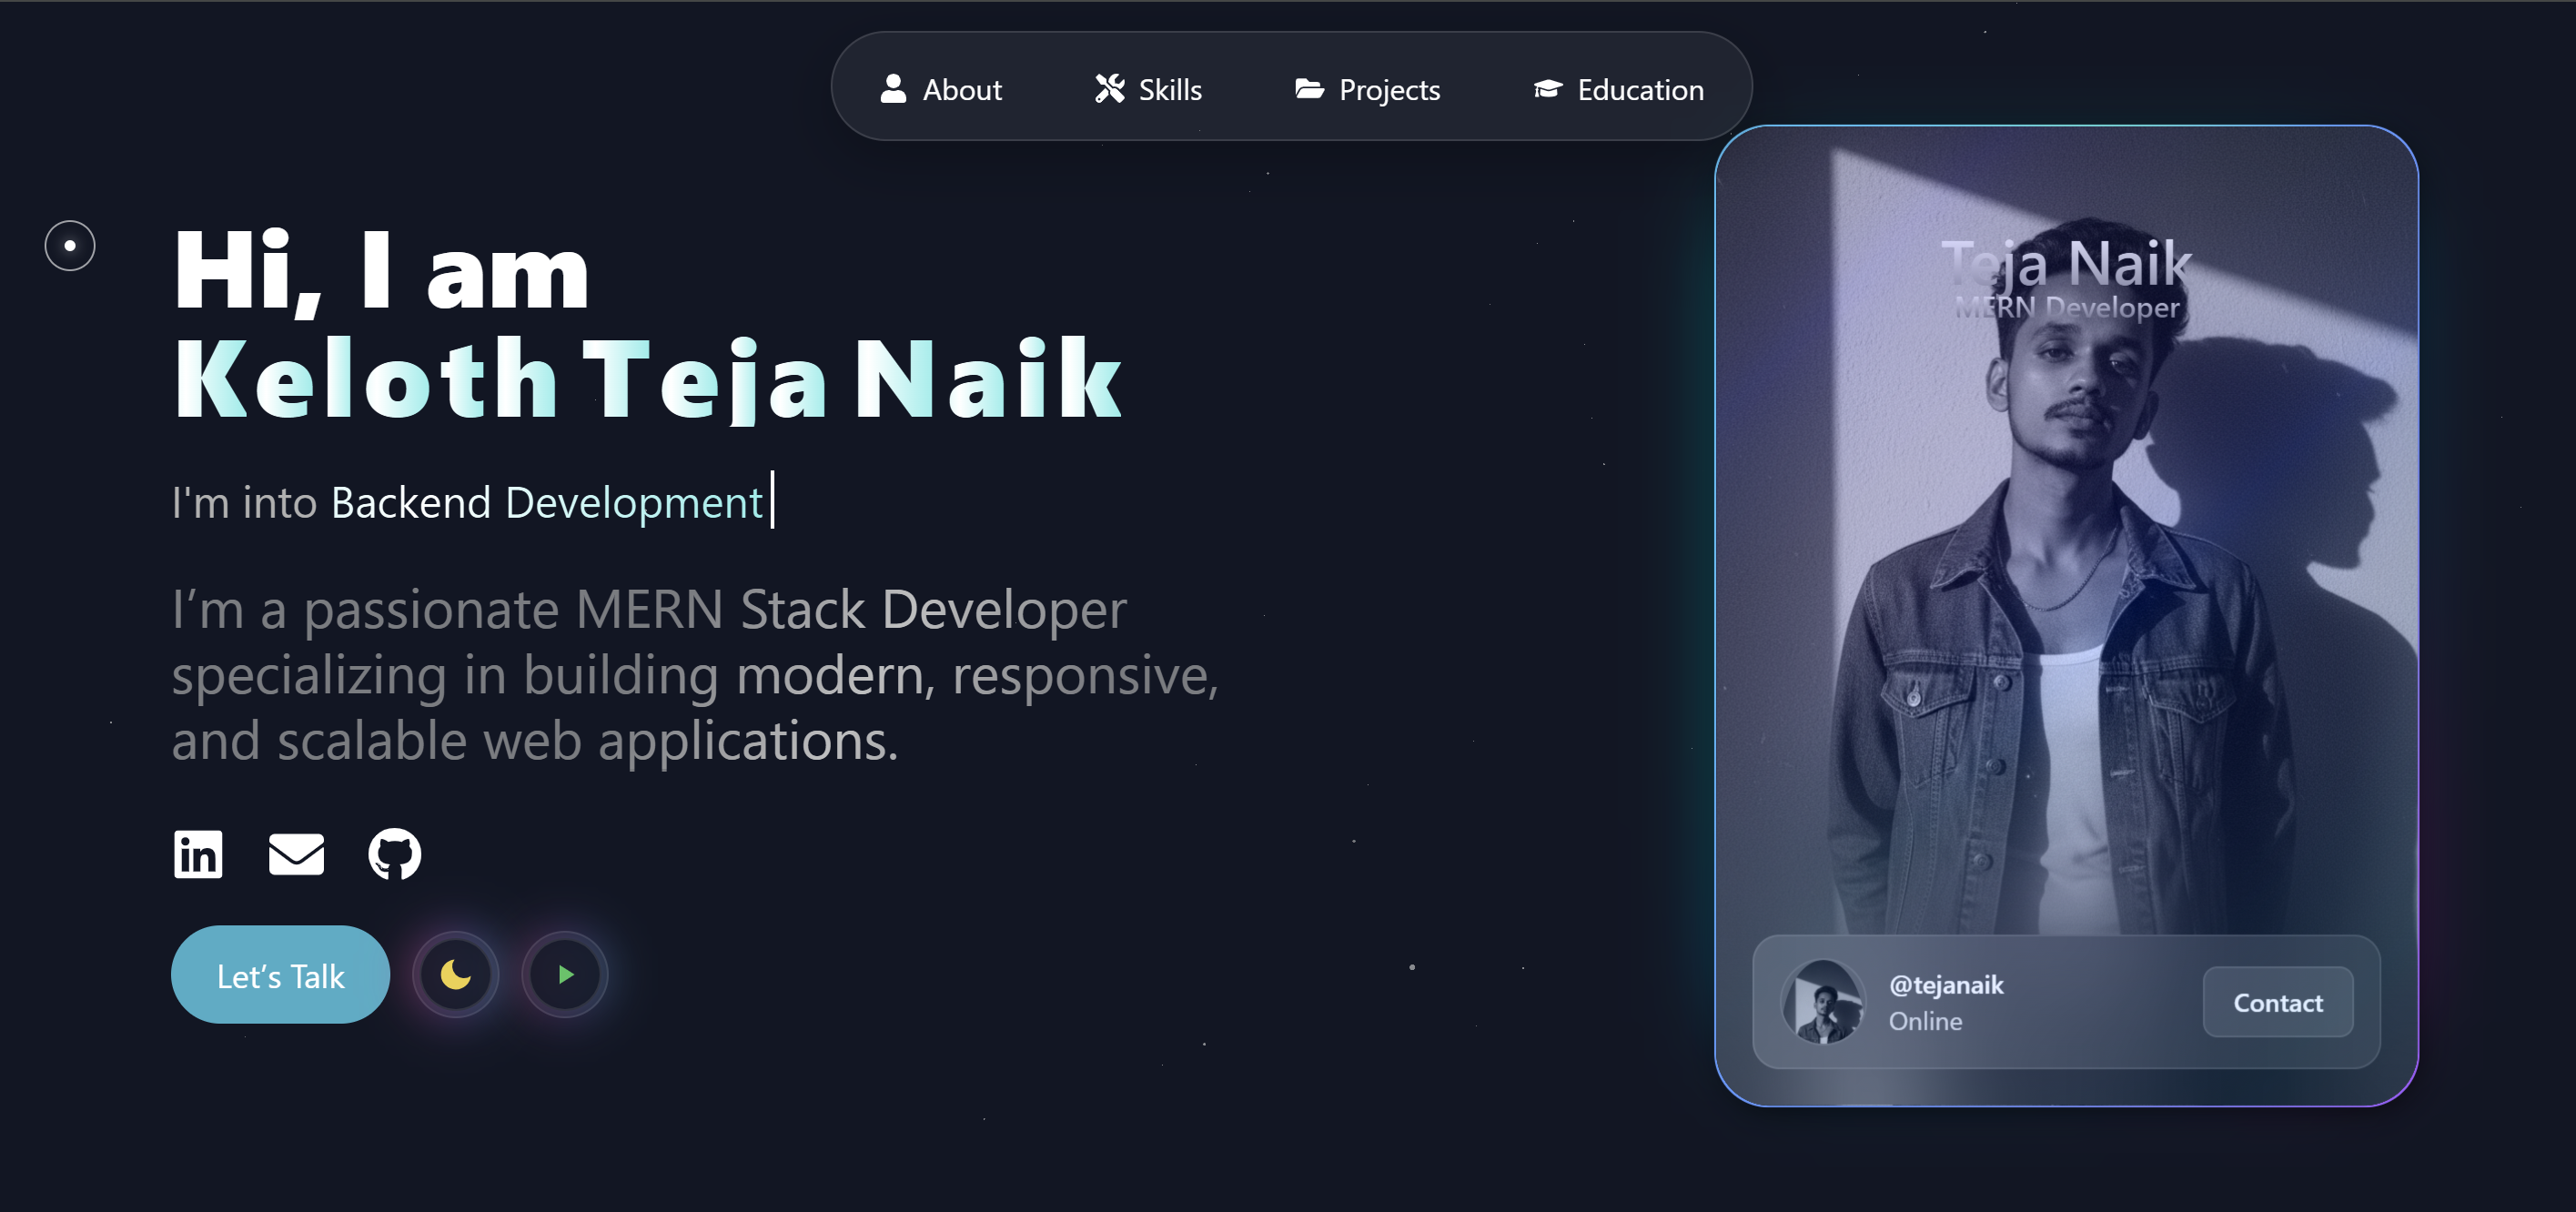 About Skills Projects Education
Hi, I am
Keloth Teja Naik
I'm into Backend Development
I’m a passionate MERN Stack Developer
specializing in building modern, responsive,
and scalable web applications.
in
Let’s Talk
Teja Naik
MERN Developer
@tejanaik
Online
Contact